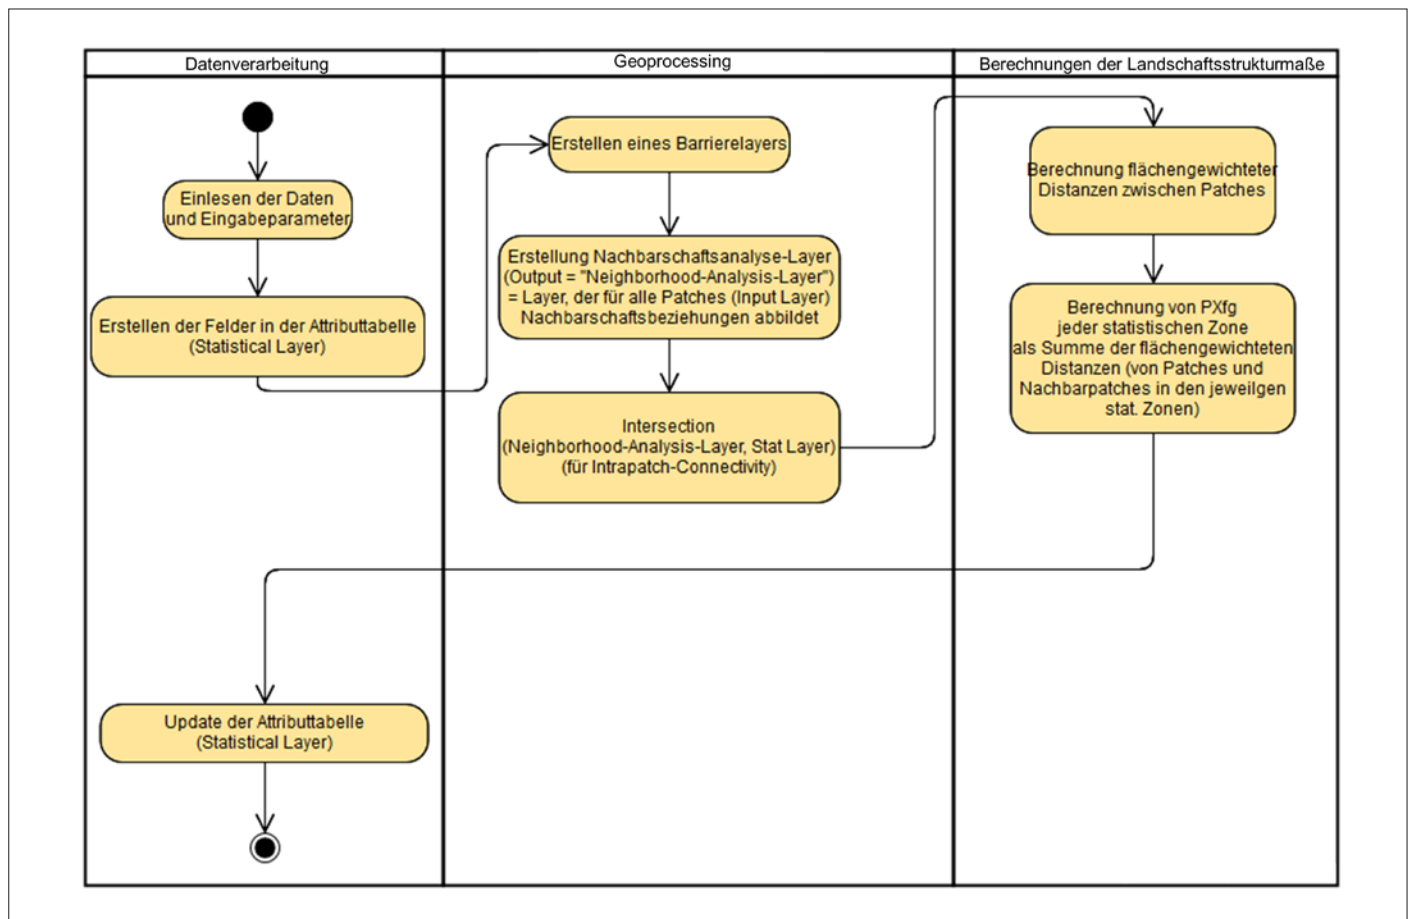 Datenverarbeitung
Geoprocessing
Berechnungen der Landschaftsstrukturmaße
Einlesen der Daten
und Eingabeparameter
Erstellen der Felder in der Attributtabelle
(Statistical Layer)
Erstellen eines Barrierelayers
Erstellung Nachbarschaftsanalyse-Layer
(Output = "Neighborhood-Analysis-Layer")
= Layer, der für alle Patches (Input Layer)
Nachbarschaftsbeziehungen abbildet
Intersection
(Neighborhood-Analysis-Layer, Stat Layer)
(für Intrapatch-Connectivity)
Berechnung flächengewichteter
Distanzen zwischen Patches
Berechnung von PXfg
jeder statistischen Zone
als Summe der flächengewichteten
Distanzen (von Patches und
Nachbarpatches in den jeweilgen
stat. Zonen)
Update der Attributtabelle
(Statistical Layer)